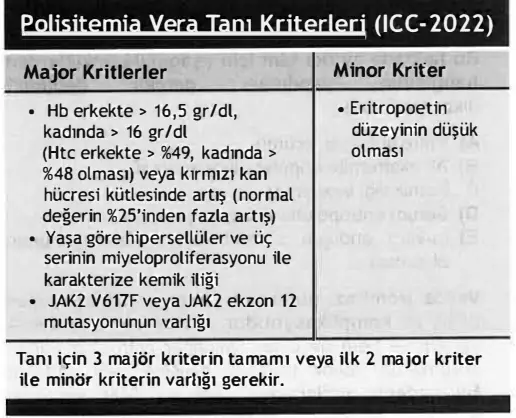 Polisitemia Vera Tanı Kriterleri (ICC-2022)
Major Kritlerler
Minor Kriter
• Hb erkekte > 16,5 gr/dl,
kadında > 16 gr/dl
(Htc erkekte > %49, kadında >
%48 olması) veya kırmızı kan
hücresi kütlesinde artış (normal
değerin %25'inden fazla artış)
• Yaşa göre hipersellüler ve üç
serinin miyeloproliferasyonu ile
karakterize kemik iliği
• JAK2 V617F veya JAK2 ekzon 12
mutasyonunun varlığı
• Eritropoetin
düzeyinin düşük
olması
Tanı için 3 majör kriterin tamamı veya ilk 2 major kriter
ile minör kriterin varlığı gerekir.